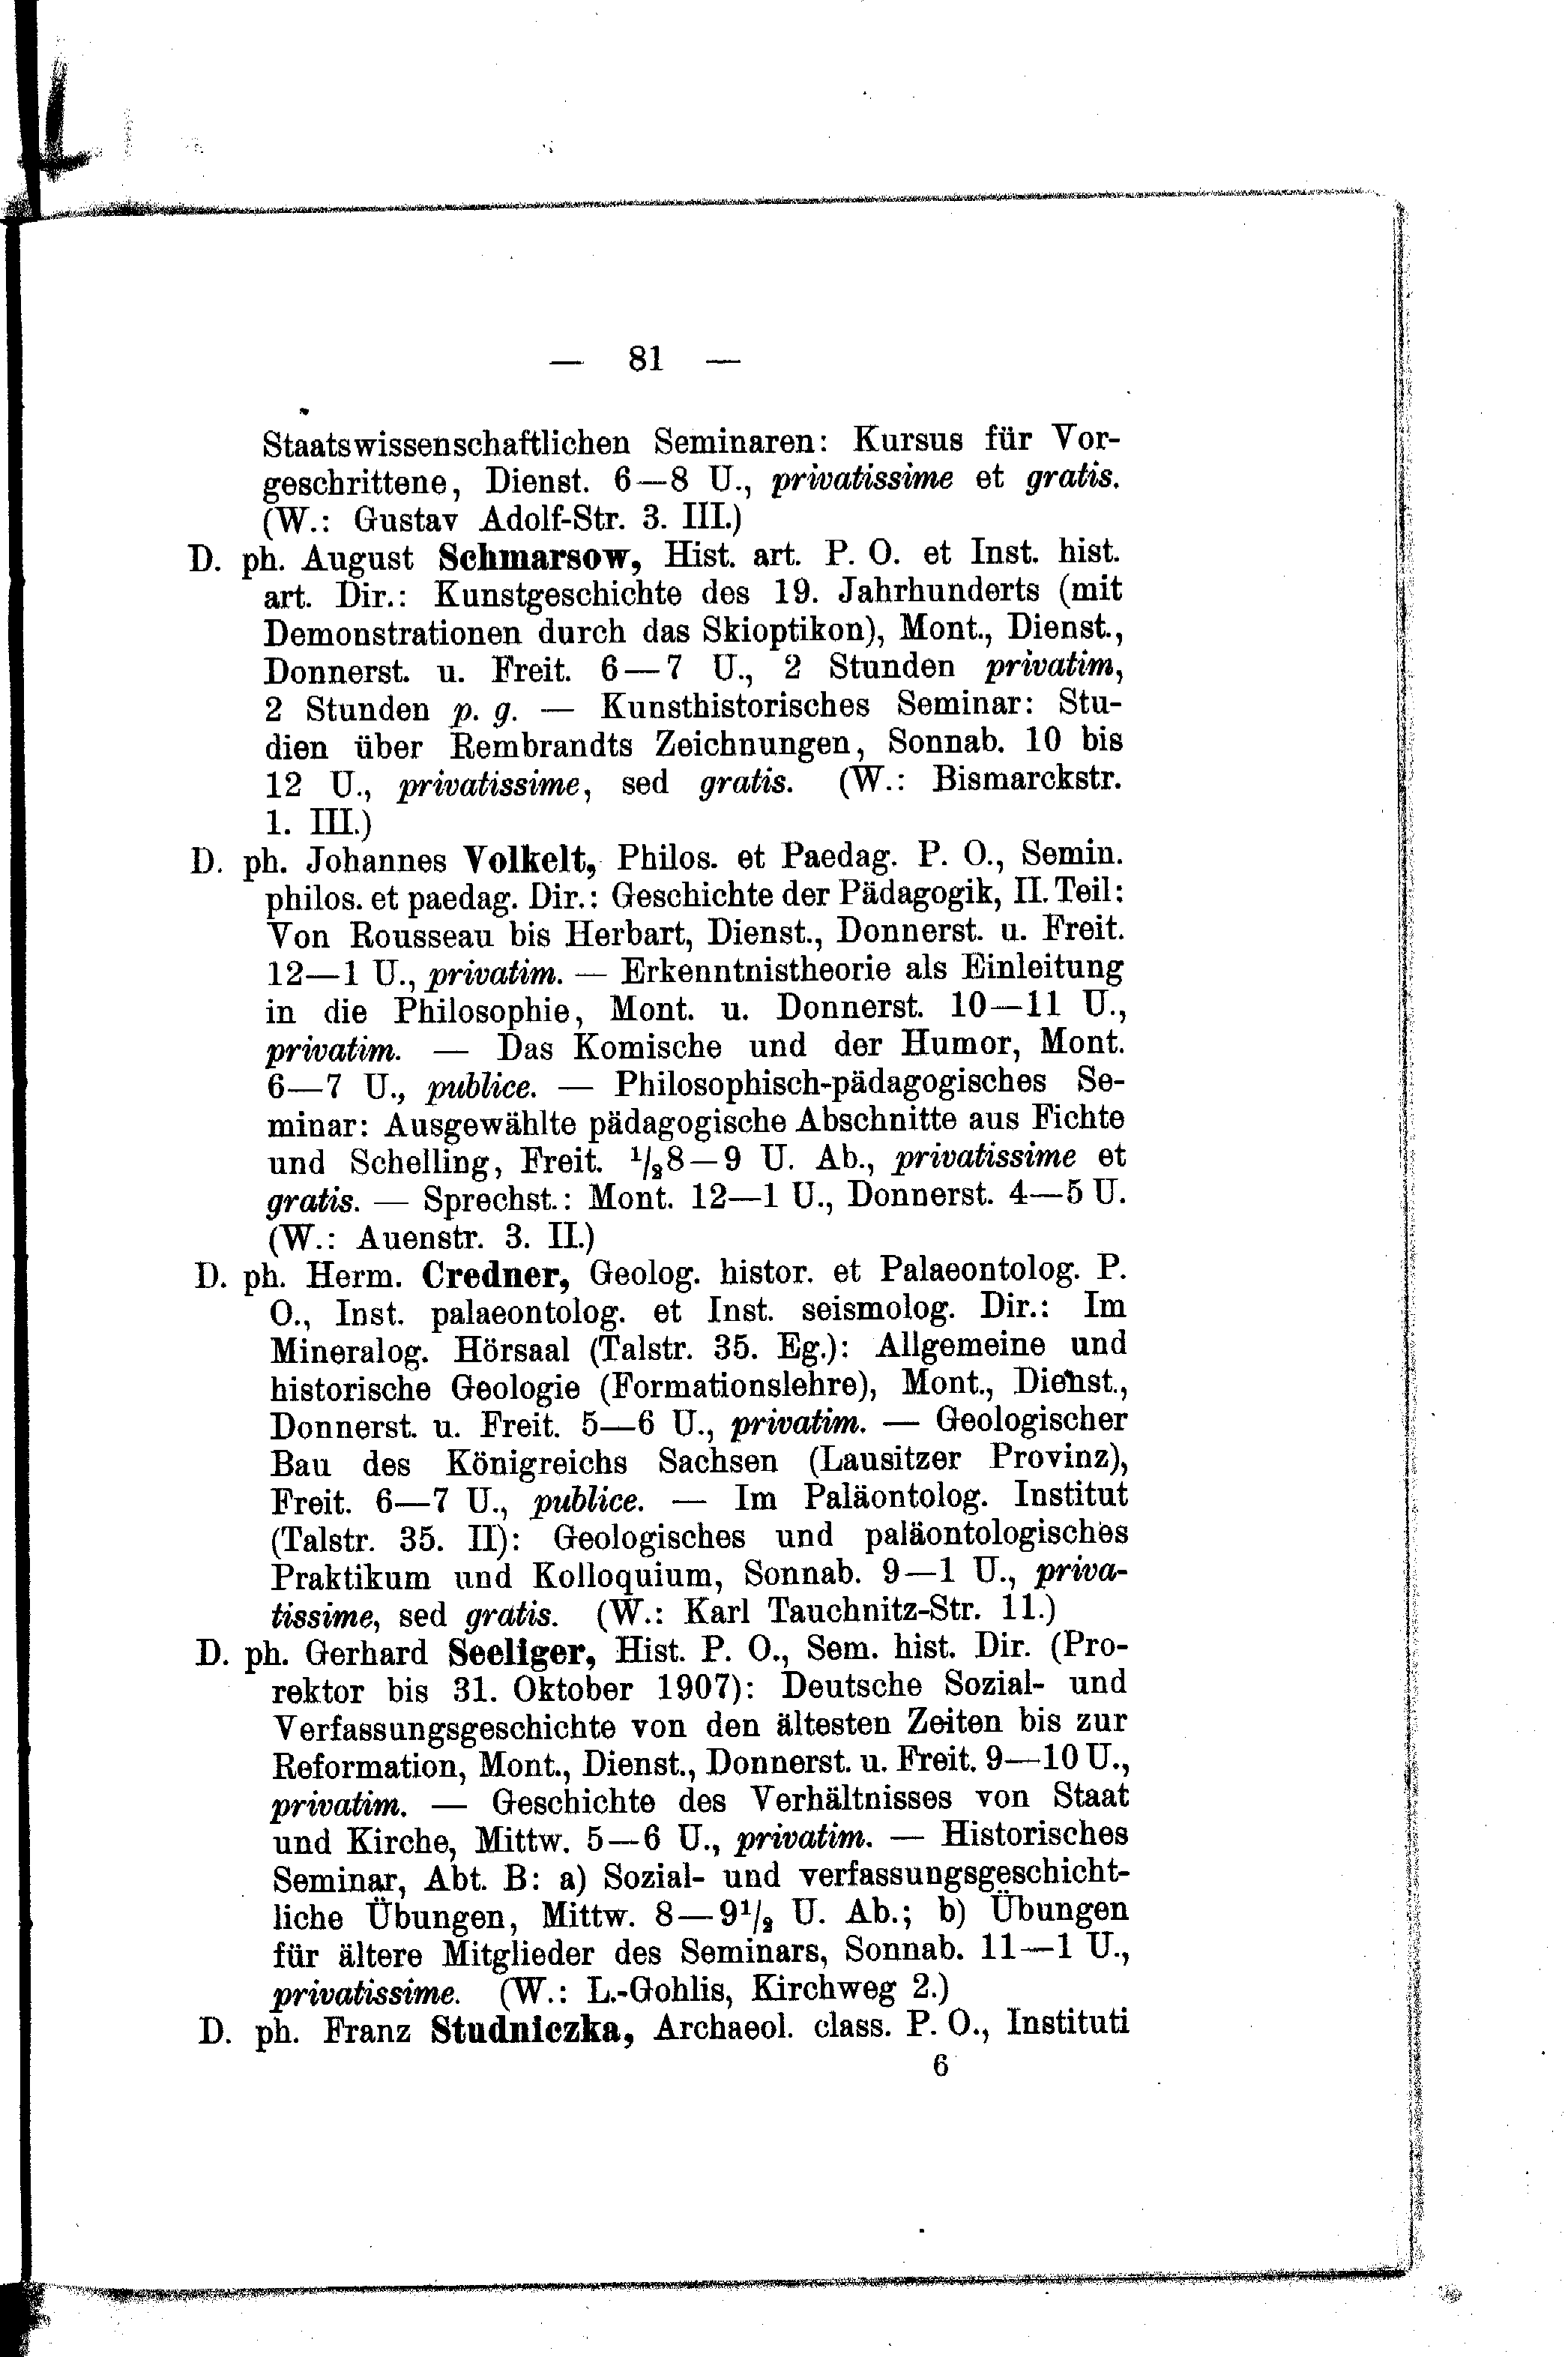 — 81 —
Staatswissenschaftlichen Seminaren: Kursus für Vor-
geschrittene, Dienst. 6—8 U., privatissime et gratis.
(W.: Gustav Adolf-Str. 3. III.)
D. ph. August Schmarsow, Hist. art. P. O. et Inst. hist.
art. Dir.: Kunstgeschichte des 19. Jahrhunderts (mit
Demonstrationen durch das Skioptikon), Mont., Dienst.,
Donnerst. u. Freit. 6—7 U., 2 Stunden privatim,
2 Stunden p. g. — Kunsthistorisches Seminar: Stu-
dien über Rembrandts Zeichnungen, Sonnab. 10 bis
12 U., privatissime, sed gratis. (W.: Bismarckstr.
1. III.)
D. ph. Johannes Volkelt, Philos. et Paedag. P. O., Semin.
philos. et paedag. Dir.: Geschichte der Pädagogik, II. Teil:
Von Rousseau bis Herbart, Dienst., Donnerst. u. Freit.
12—1 U., privatim. — Erkenntnistheorie als Einleitung
in die Philosophie, Mont. u. Donnerst. 10—11 U.,
privatim. — Das Komische und der Humor, Mont.
6—7 U., publice. — Philosophisch-pädagogisches Se-
minar: Ausgewählte pädagogische Abschnitte aus Fichte
und Schelling, Freit. 1/2 8—9 U. Ab., privatissime et
gratis. — Sprechst.: Mont. 12—1 U., Donnerst. 4—5 U.
(W.: Auenstr. 3. II.)
D. ph. Herm. Credner, Geolog. histor. et Palaeontolog. P.
O., Inst. palaeontolog. et Inst. seismolog. Dir.: Im
Mineralog. Hörsaal (Talstr. 35. Eg.): Allgemeine und
historische Geologie (Formationslehre), Mont., Dienst.,
Donnerst. u. Freit. 5—6 U., privatim. — Geologischer
Bau des Königreichs Sachsen (Lausitzer Provinz),
Freit. 6—7 U., publice. — Im Paläontolog. Institut
(Talstr. 35. II): Geologisches und paläontologisches
Praktikum und Kolloquium, Sonnab. 9—1 U., priva-
tissime, sed gratis. (W.: Karl Tauchnitz-Str. 11.)
D. ph. Gerhard Seeliger, Hist. P. O., Sem. hist. Dir. (Pro-
rektor bis 31. Oktober 1907): Deutsche Sozial- und
Verfassungsgeschichte von den ältesten Zeiten bis zur
Reformation, Mont., Dienst., Donnerst. u. Freit. 9—10 U.,
privatim. — Geschichte des Verhältnisses von Staat
und Kirche, Mittw. 5—6 U., privatim. — Historisches
Seminar, Abt. B: a) Sozial- und verfassungsgeschicht-
liche Übungen, Mittw. 8—9 1/2 U. Ab.; b) Übungen
für ältere Mitglieder des Seminars, Sonnab. 11—1 U.,
privatissime. (W.: L.-Gohlis, Kirchweg 2.)
D. ph. Franz Studniczka, Archaeol. class. P. O., Instituti
6